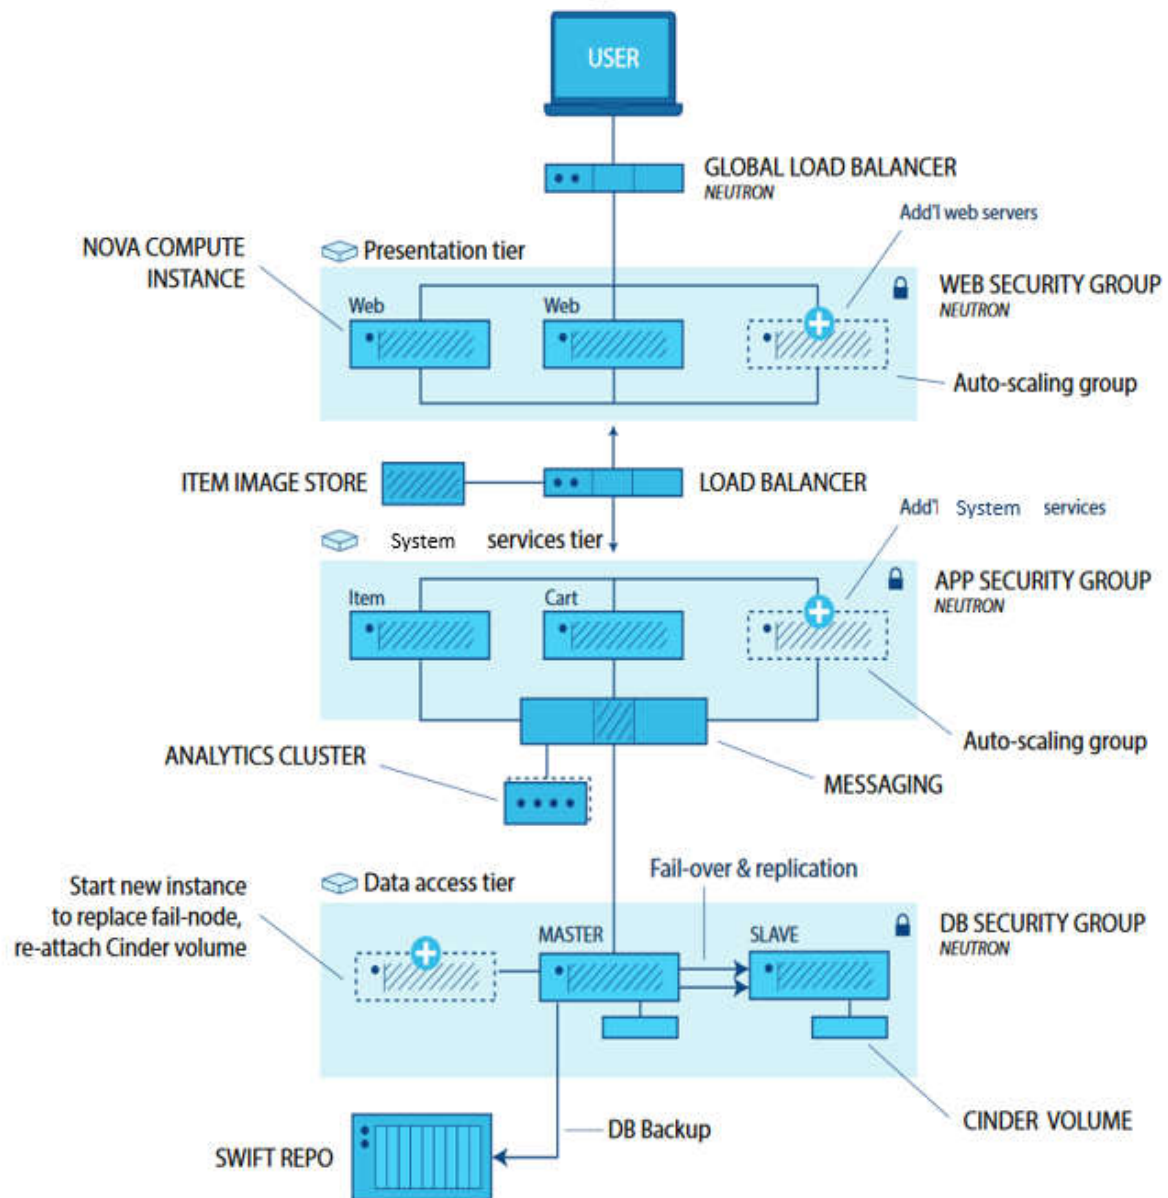 USER
GLOBAL LOAD BALANCER
NEUTRON
Add'l web servers
NOVA COMPUTE
INSTANCE
Presentation tier
WEB SECURITY GROUP
NEUTRON
Web
Web
Auto-scaling group
ITEM IMAGE STORE
LOAD BALANCER
Add'l System services
System services tier
APP SECURITY GROUP
NEUTRON
Item
Cart
Auto-scaling group
ANALYTICS CLUSTER
MESSAGING
Fail-over & replication
Start new instance
to replace fail-node,
re-attach Cinder volume
Data access tier
MASTER
SLAVE
DB SECURITY GROUP
NEUTRON
CINDER VOLUME
DB Backup
SWIFT REPO